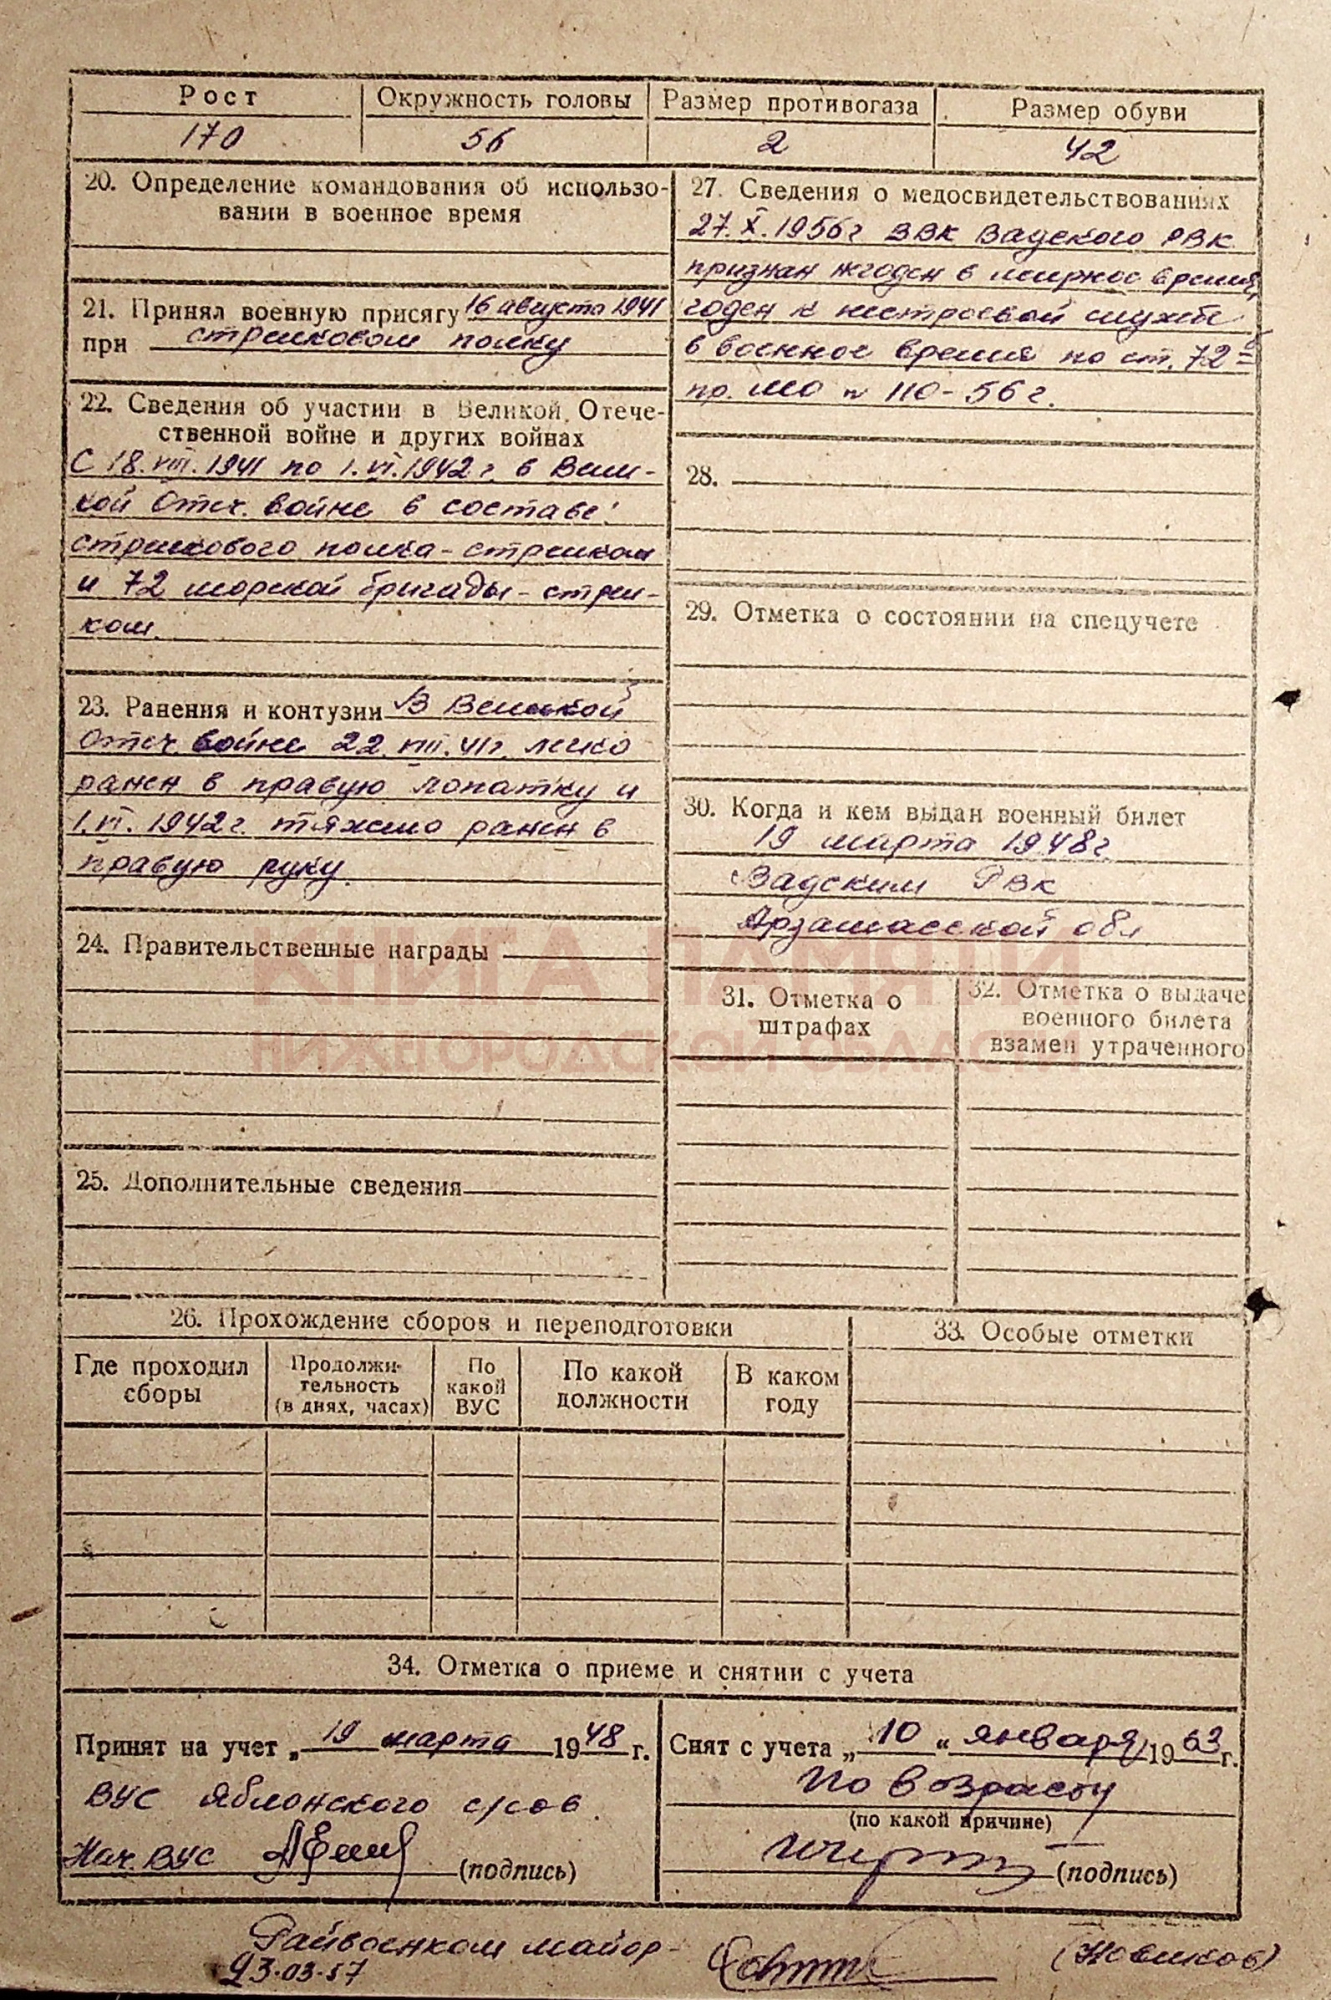 Рост
Окружность головы
Размер противогаза
Размер обуви
170
56
2
42
20. Определение командования об использо-
вании в военное время
21. Принял военную присягу 16 августа 1941
при стрелковом полку
22. Сведения об участии в Великой Отече-
ственной войне и других войнах
С 18.VIII.1941 по 1.VI.1942 г. в Вели-
кой Отеч. войне в составе:
стрелкового полка - стрелком
и 72 морской бригады - стрел-
ком.
23. Ранения и контузии В Великой
Отеч. войне 22.VIII.41г. легко
ранен в правую лопатку и
1.VI.1942г. тяжело ранен в
правую руку.
24. Правительственные награды
25. Дополнительные сведения
27. Сведения о медосвидетельствованиях
27.X.1956г ВВК Вадского РВК
признан нгоден в мирное время,
годен к нестроевой службе
в военное время по ст. 72
пр. МО № 110-56г.
28.
29. Отметка о состоянии на спецучете
30. Когда и кем выдан военный билет
19 марта 1948г
Вадским РВК
Арзамасской обл
31. Отметка о
штрафах
32. Отметка о выдаче
военного билета
взамен утраченного
КНИГА ПАМЯТИ
НИЖЕГОРОДСКОЙ ОБЛАСТИ
26. Прохождение сборов и переподготовки
33. Особые отметки
Где проходил
сборы
Продолжи-
тельность
(в днях, часах)
По
какой
ВУС
По какой
должности
В каком
году
34. Отметка о приеме и снятии с учета
Принят на учет „ 19 марта 1948 г.
ВУС Яблонского с/сов.
Нач. ВУС (подпись)
Снят с учета „ 10 “ января 1963 г.
По возрасту
(по какой причине)
(подпись)
Райвоенком майор - (Новиков)
23-03-57